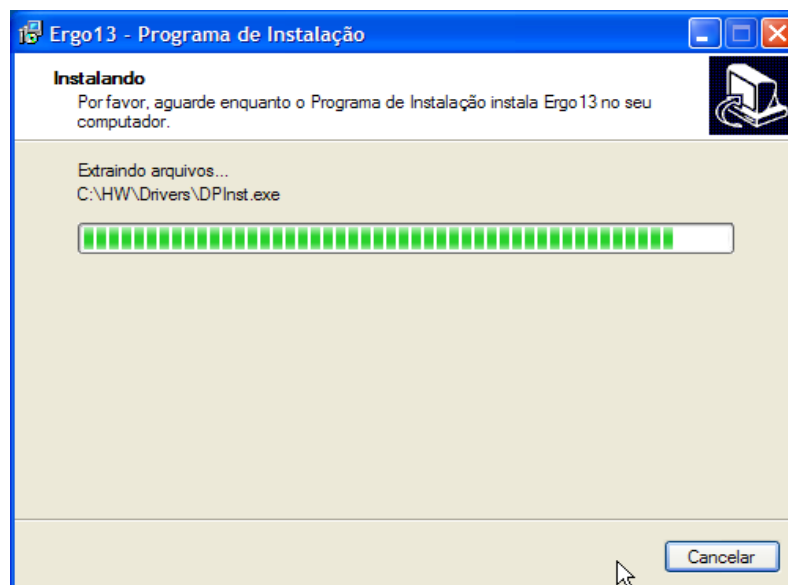 Ergo13 - Programa de Instalação
Instalando
Por favor, aguarde enquanto o Programa de Instalação instala Ergo13 no seu
computador.
Extraindo arquivos...
C:\HW\Drivers\DPInst.exe
Cancelar